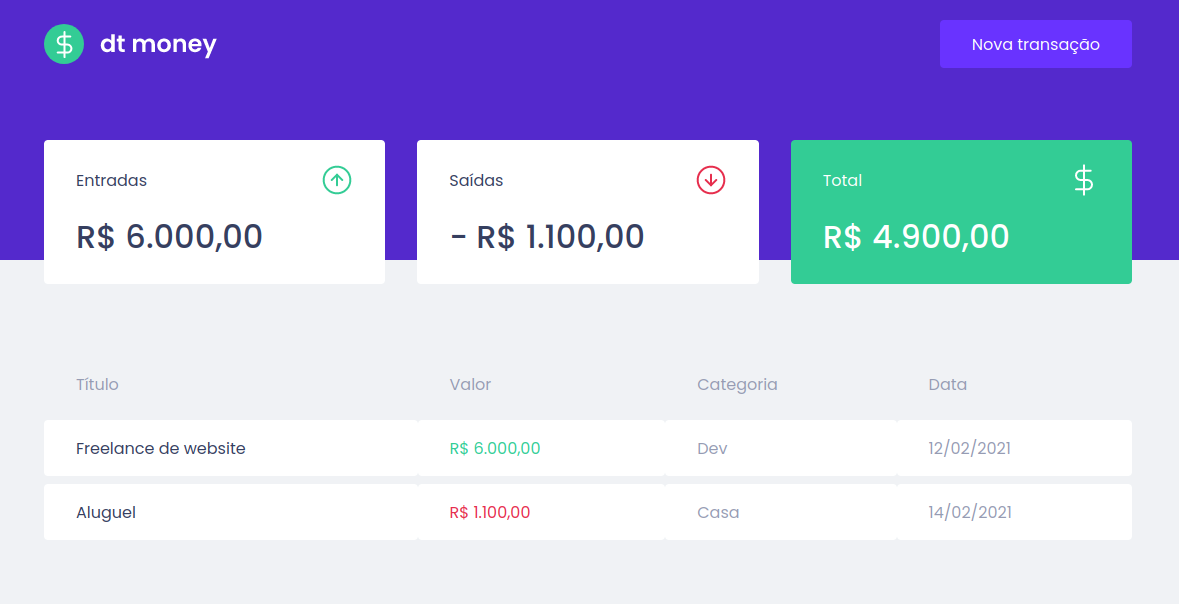 dt money
Nova transação
Entradas
R$ 6.000,00
Saídas
- R$ 1.100,00
Total
$
R$ 4.900,00
Título Valor Categoria Data
Freelance de website R$ 6.000,00 Dev 12/02/2021
Aluguel R$ 1.100,00 Casa 14/02/2021